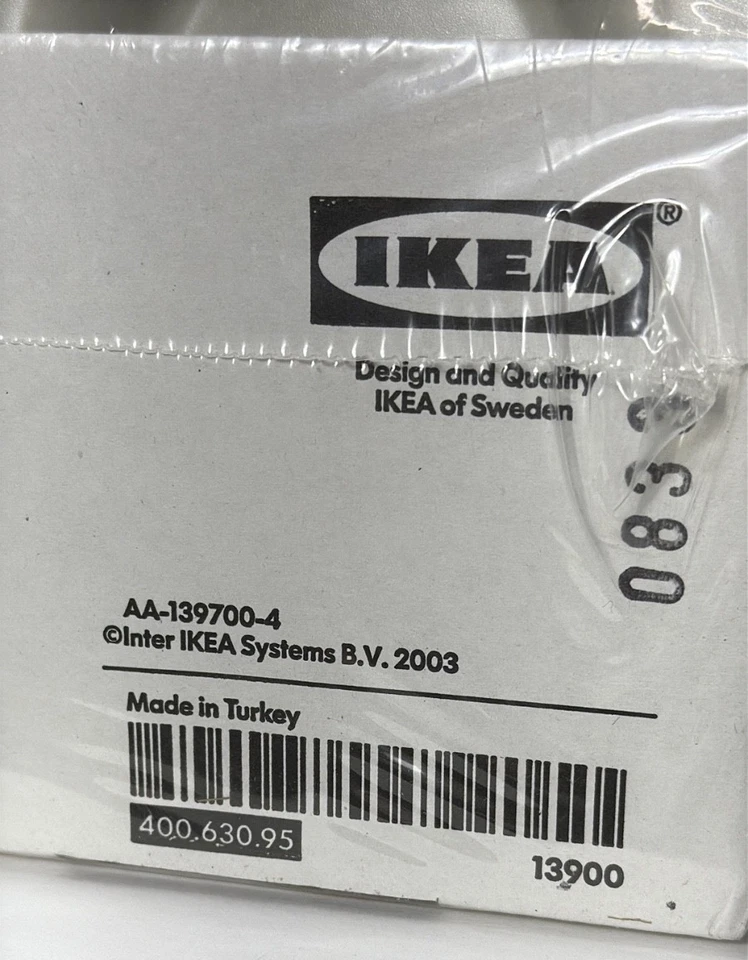 IKEA®
Design and Quality
IKEA of Sweden
AA-139700-4
©Inter IKEA Systems B.V. 2003
Made in Turkey
400.630.95
13900